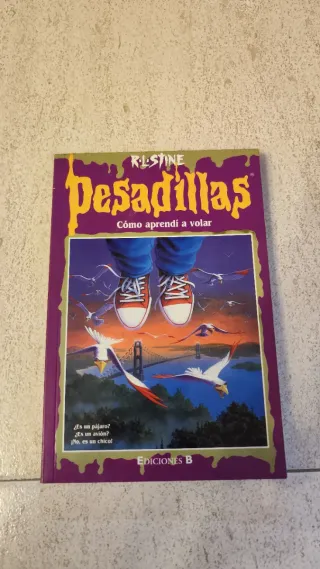 R.L.STINE
Pesadillas
Cómo aprendí a volar
¿Es un pájaro?
¿Es un avión?
¡No, es un chico!
EDICIONES B